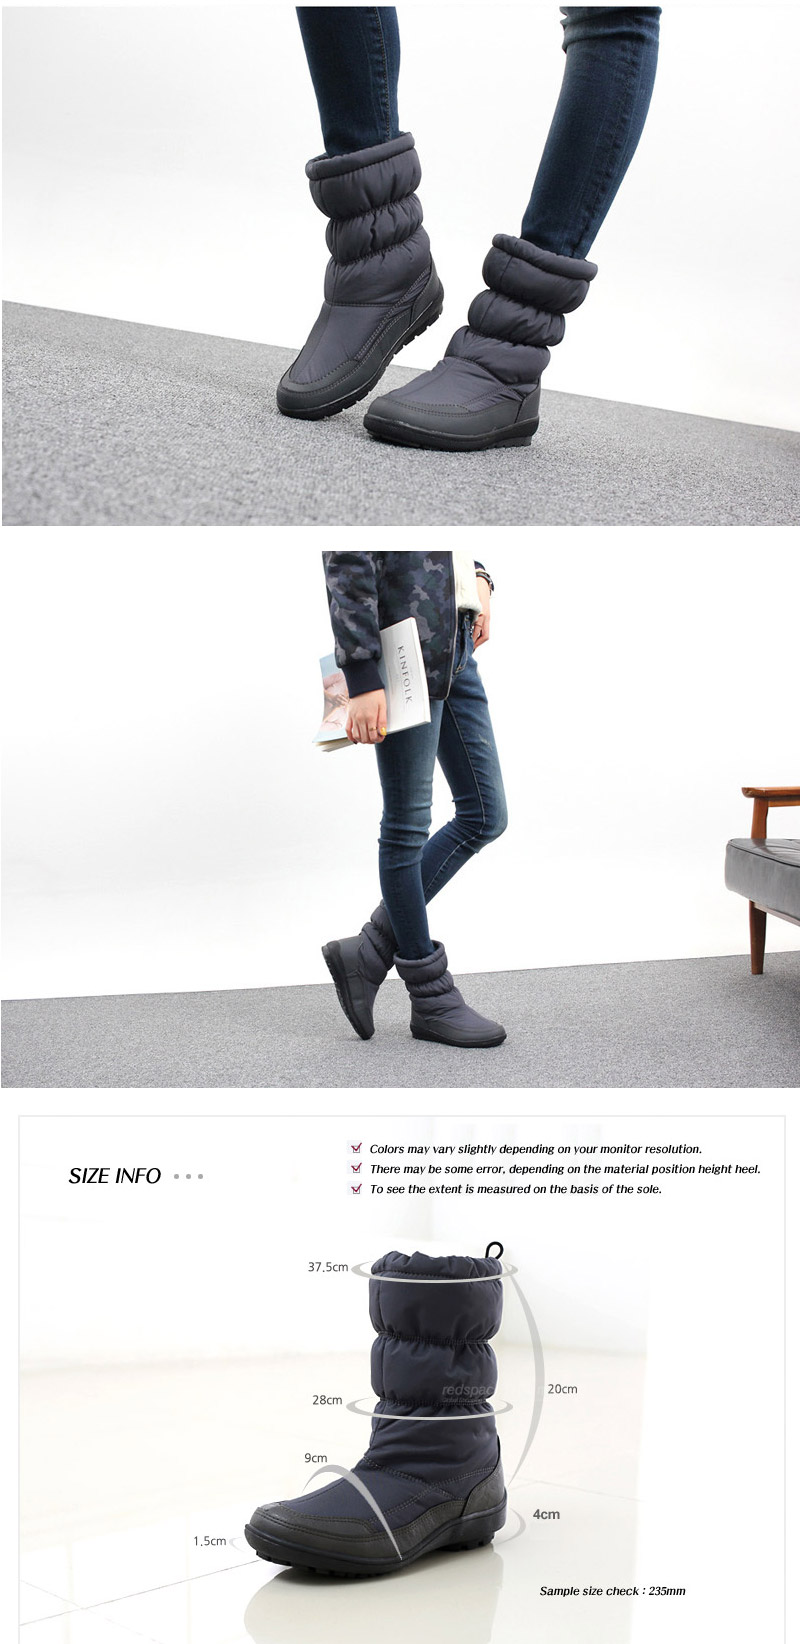 KINFOLK
SIZE INFO
Colors may vary slightly depending on your monitor resolution.
There may be some error, depending on the material position height heel.
To see the extent is measured on the basis of the sole.
37.5cm
20cm
28cm
9cm
4cm
1.5cm
Sample size check : 235mm